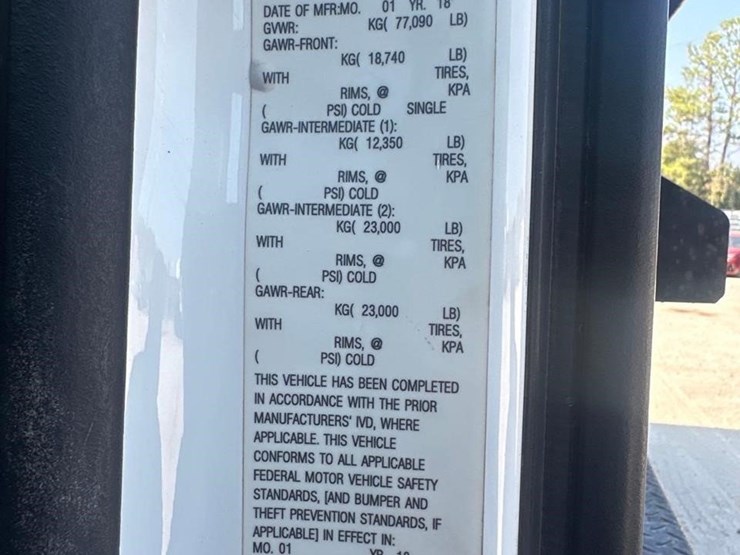 DATE OF MFR:MO. 01 YR. 18
GVWR: KG( 77,090 LB)
GAWR-FRONT:
KG( 18,740 LB)
WITH TIRES,
RIMS, @ KPA
( PSI) COLD SINGLE
GAWR-INTERMEDIATE (1):
KG( 12,350 LB)
WITH TIRES,
RIMS, @ KPA
( PSI) COLD
GAWR-INTERMEDIATE (2):
KG( 23,000 LB)
WITH TIRES,
RIMS, @ KPA
( PSI) COLD
GAWR-REAR:
KG( 23,000 LB)
WITH TIRES,
RIMS, @ KPA
( PSI) COLD
THIS VEHICLE HAS BEEN COMPLETED
IN ACCORDANCE WITH THE PRIOR
MANUFACTURERS' IVD, WHERE
APPLICABLE. THIS VEHICLE
CONFORMS TO ALL APPLICABLE
FEDERAL MOTOR VEHICLE SAFETY
STANDARDS, [AND BUMPER AND
THEFT PREVENTION STANDARDS, IF
APPLICABLE] IN EFFECT IN:
MO. 01 YR. 18